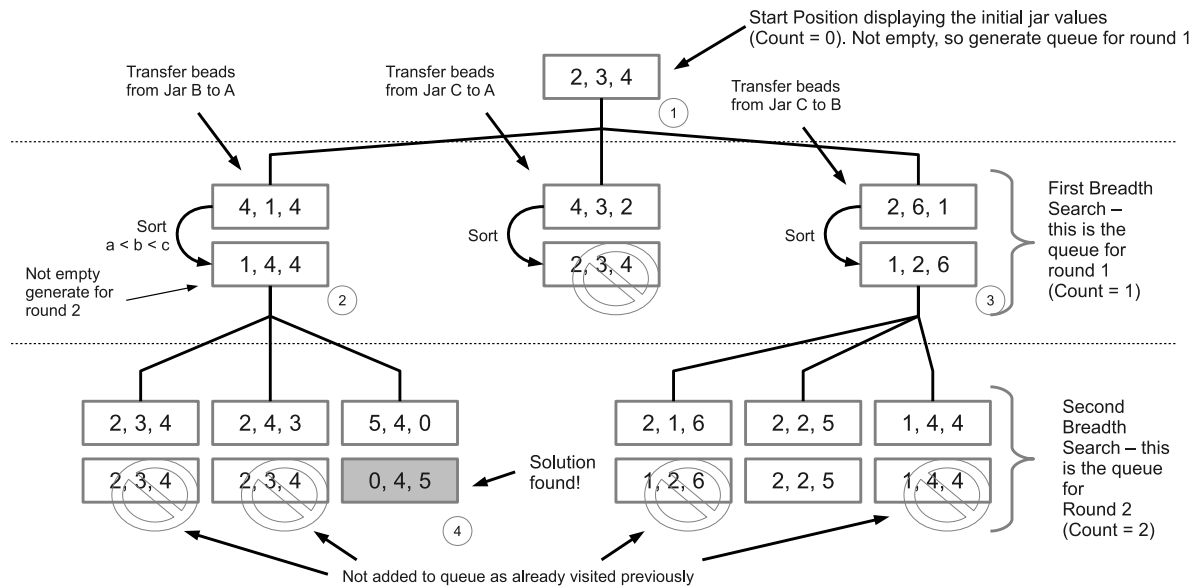 Start Position displaying the initial jar values
(Count = 0). Not empty, so generate queue for round 1
Transfer beads
from Jar B to A
Transfer beads
from Jar C to A
Transfer beads
from Jar C to B
2, 3, 4
1
4, 1, 4
4, 3, 2
2, 6, 1
Sort
a < b < c
Sort
Sort
1, 4, 4
2, 3, 4
1, 2, 6
Not empty
generate for
round 2
2
3
First Breadth
Search –
this is the
queue for
round 1
(Count = 1)
2, 3, 4
2, 4, 3
5, 4, 0
2, 1, 6
2, 2, 5
1, 4, 4
2, 3, 4
2, 3, 4
0, 4, 5
Solution
found!
1, 2, 6
2, 2, 5
1, 4, 4
4
Second
Breadth
Search – this
is the queue
for
Round 2
(Count = 2)
Not added to queue as already visited previously